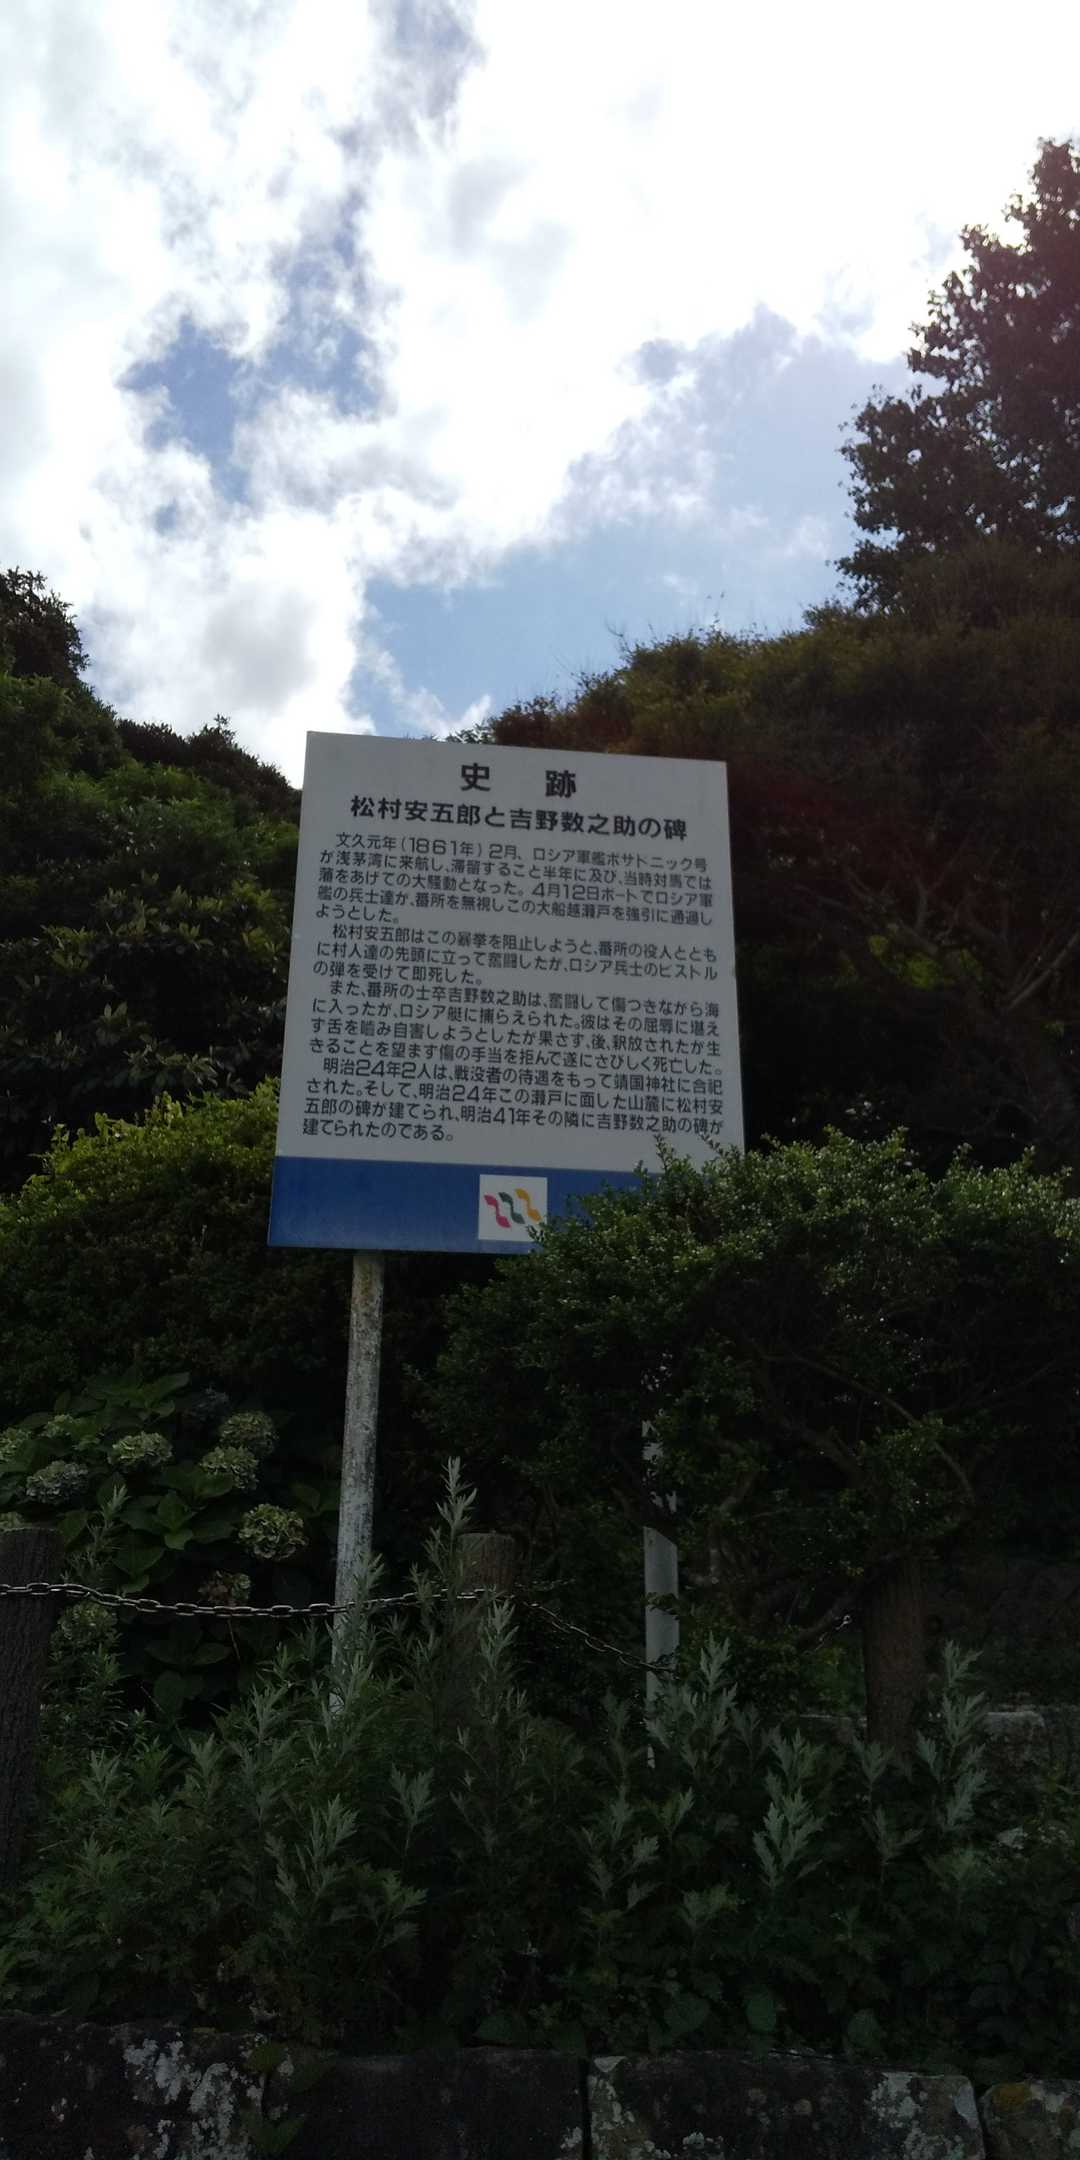 史 跡
松村安五郎と吉野数之助の碑
文久元年(1861年)2月、ロシア軍艦ポサドニック号
が浅茅湾に来航し、滞留すること半年に及び、当時対馬では
藩をあげての大騒動となった。4月12日ボートでロシア軍
艦の兵士達が、番所を無視しこの大船越瀬戸を強引に通過し
ようとした。
松村安五郎はこの暴挙を阻止しようと、番所の役人ととも
に村人達の先頭に立って奮闘したが、ロシア兵士のピストル
の弾を受けて即死した。
また、番所の士卒吉野数之助は、奮闘して傷つきながら海
に入ったが、ロシア艇に捕らえられた。彼はその屈辱に堪え
ず舌を噛み自害しようとしたが果さず、後、釈放されたが生
きることを望まず傷の手当を拒んで遂にさびしく死亡した。
明治24年2人は、戦没者の待遇をもって靖国神社に合祀
された。そして、明治24年この瀬戸に面した山麓に松村安
五郎の碑が建てられ、明治41年その隣に吉野数之助の碑が
建てられたのである。